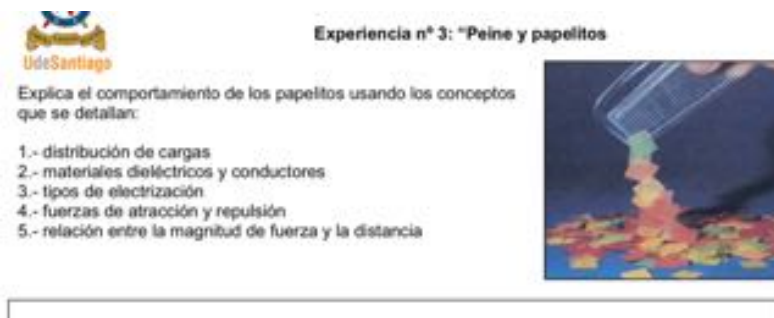 UdeSantiago
Experiencia nº 3: "Peine y papelitos
Explica el comportamiento de los papelitos usando los conceptos
que se detallan:
1.- distribución de cargas
2.- materiales dieléctricos y conductores
3.- tipos de electrización
4.- fuerzas de atracción y repulsión
5.- relación entre la magnitud de fuerza y la distancia